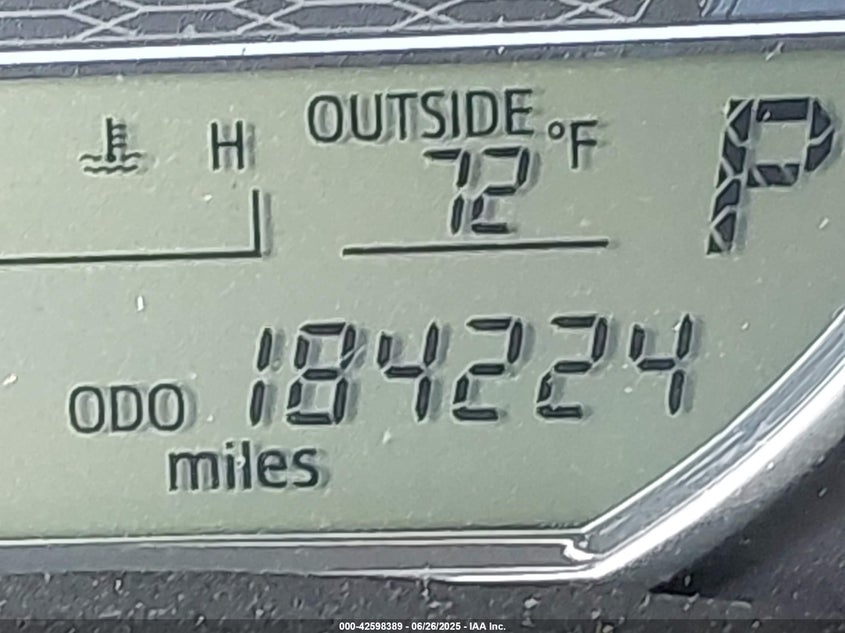 H OUTSIDE °F P
72
ODO 184224
miles
000-42598389 - 06/26/2025 - IAA Inc.